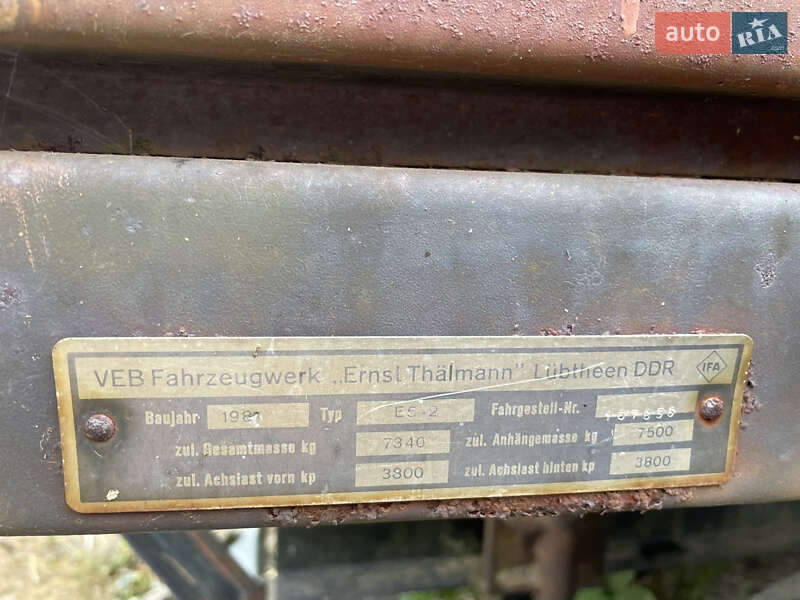 auto RIA.com
VEB Fahrzeugwerk „Ernst Thälmann" Lübtheen DDR IFA
Baujahr Typ E5-2 Fahrgestell-Nr.
zul. Gesamtmasse kg 7340 zul. Anhängemasse kg 7500
zul. Achslast vorn kp 3800 zul. Achslast hinten kp 3800